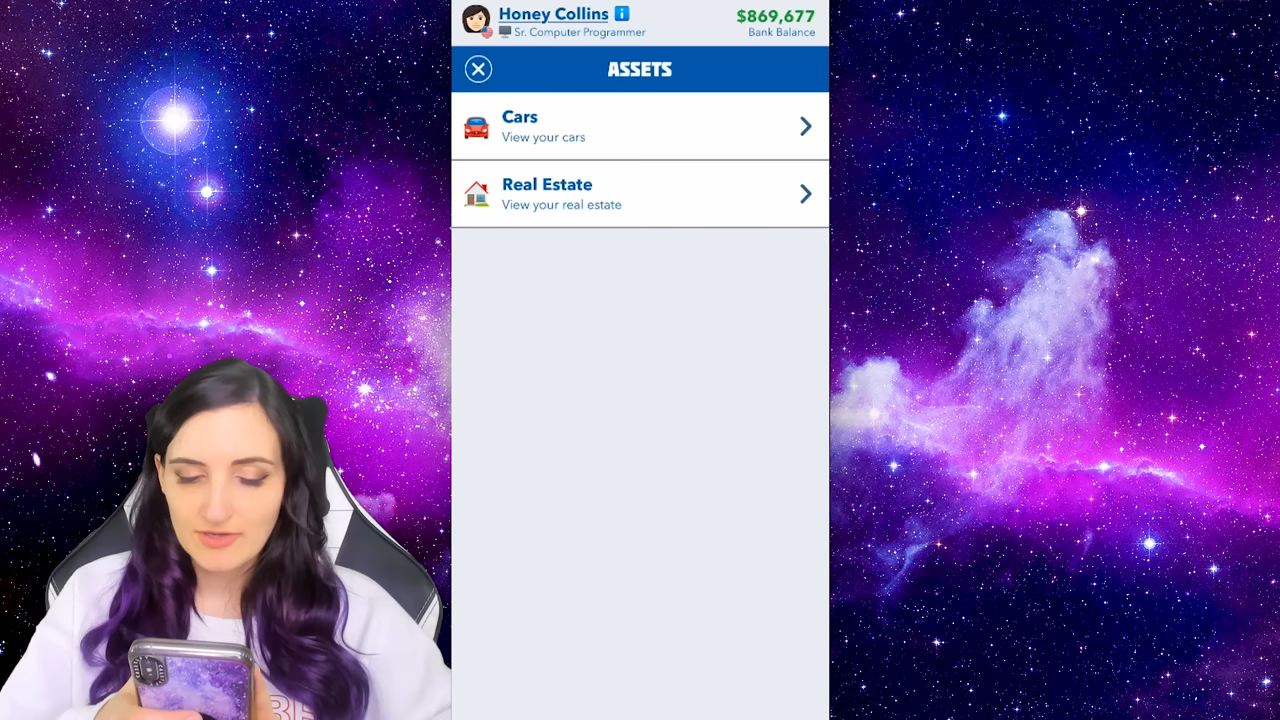 Honey Collins
$869,677
Sr. Computer Programmer
Bank Balance
ASSETS
Cars
View your cars
Real Estate
View your real estate